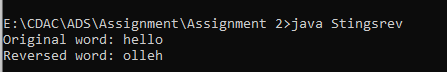 E:\CDAC\ADS\Assignment\Assignment 2>java Stingsrev
Original word: hello
Reversed word: olleh